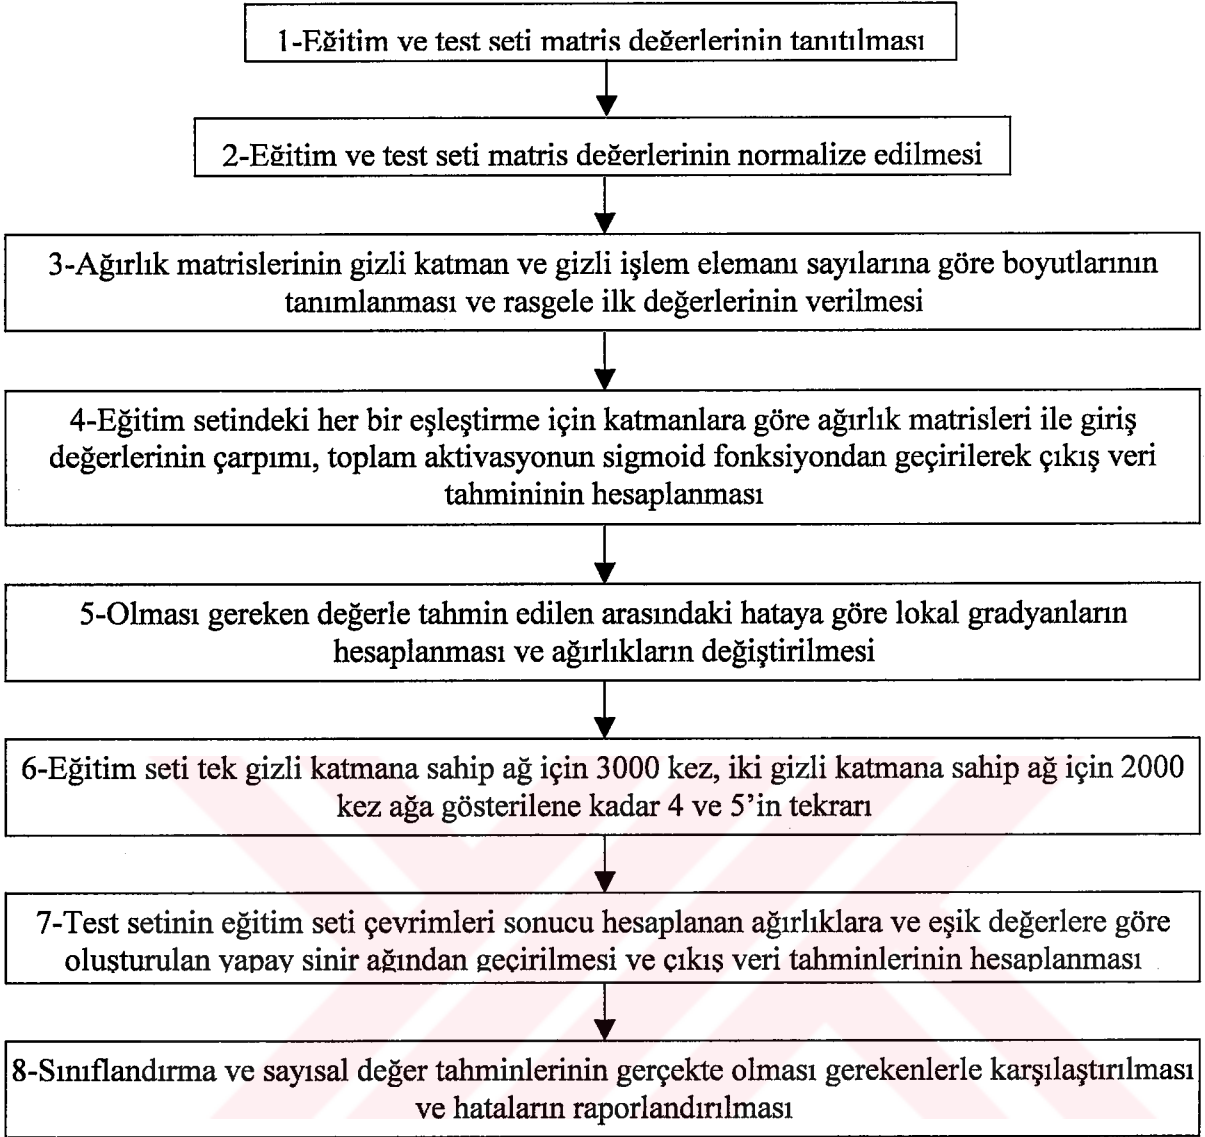 1-Eğitim ve test seti matris değerlerinin tanıtılması
2-Eğitim ve test seti matris değerlerinin normalize edilmesi
3-Ağırlık matrislerinin gizli katman ve gizli işlem elemanı sayılarına göre boyutlarının
tanımlanması ve rasgele ilk değerlerinin verilmesi
4-Eğitim setindeki her bir eşleştirme için katmanlara göre ağırlık matrisleri ile giriş
değerlerinin çarpımı, toplam aktivasyonun sigmoid fonksiyondan geçirilerek çıkış veri
tahmininin hesaplanması
5-Olması gereken değerle tahmin edilen arasındaki hataya göre lokal gradyanların
hesaplanması ve ağırlıkların değiştirilmesi
6-Eğitim seti tek gizli katmana sahip ağ için 3000 kez, iki gizli katmana sahip ağ için 2000
kez ağa gösterilene kadar 4 ve 5’in tekrarı
7-Test setinin eğitim seti çevrimleri sonucu hesaplanan ağırlıklara ve eşik değerlere göre
oluşturulan yapay sinir ağından geçirilmesi ve çıkış veri tahminlerinin hesaplanması
8-Sınıflandırma ve sayısal değer tahminlerinin gerçekte olması gerekenlerle karşılaştırılması
ve hataların raporlandırılması